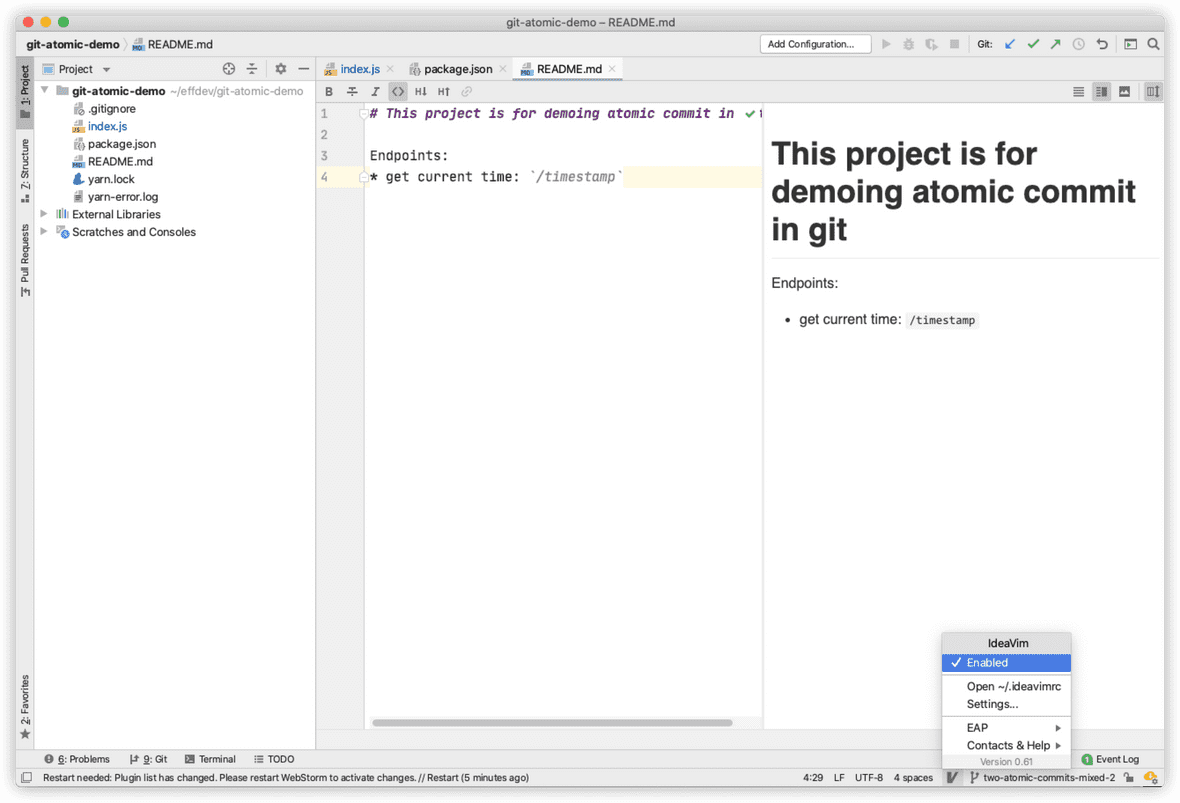 git-atomic-demo – README.md
git-atomic-demo README.md
Add Configuration...
Git:
1: Project
Z: Structure
Pull Requests
2: Favorites
Project
git-atomic-demo ~/effdev/git-atomic-demo
.gitignore
index.js
package.json
README.md
yarn.lock
yarn-error.log
External Libraries
Scratches and Consoles
index.js
package.json
README.md
B I <> H↓ H↑
1 # This project is for demoing atomic commit in
2
3 Endpoints:
4 * get current time: `/timestamp`
This project is for
demoing atomic commit
in git
Endpoints:
• get current time: /timestamp
IdeaVim
✓ Enabled
Open ~/.ideavimrc
Settings...
EAP
Contacts & Help
Version 0.61
6: Problems
9: Git
Terminal
TODO
1 Event Log
Restart needed: Plugin list has changed. Please restart WebStorm to activate changes. // Restart (5 minutes ago)
4:29 LF UTF-8 4 spaces two-atomic-commits-mixed-2